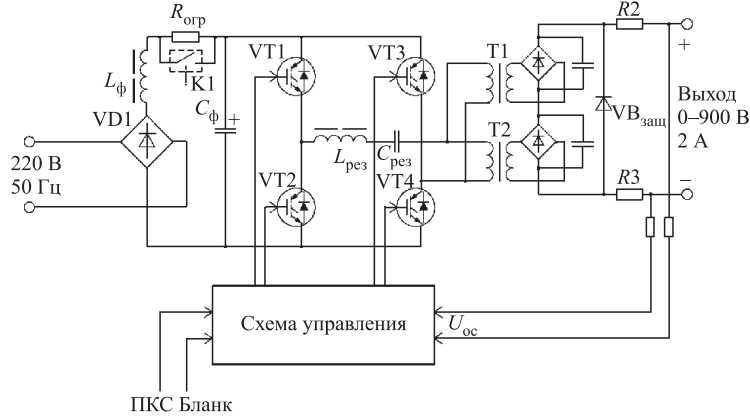 Rогр
R2
VT1
VT3
T1
+
K1
Lф
Cф
+
VD1
VBзащ
Выход
0–900 В
2 А
T2
220 В
50 Гц
Lрез
Cрез
VT2
VT4
R3
–
Схема управления
Uос
ПКС Бланк